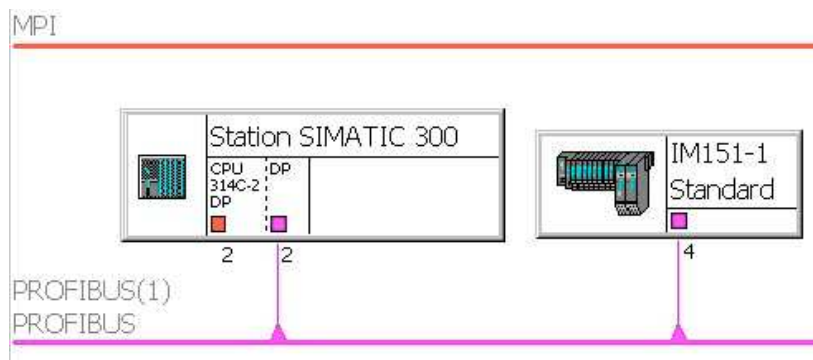 MPI
Station SIMATIC 300
CPU
314C-2
DP
DP
2
2
IM151-1
Standard
4
PROFIBUS(1)
PROFIBUS